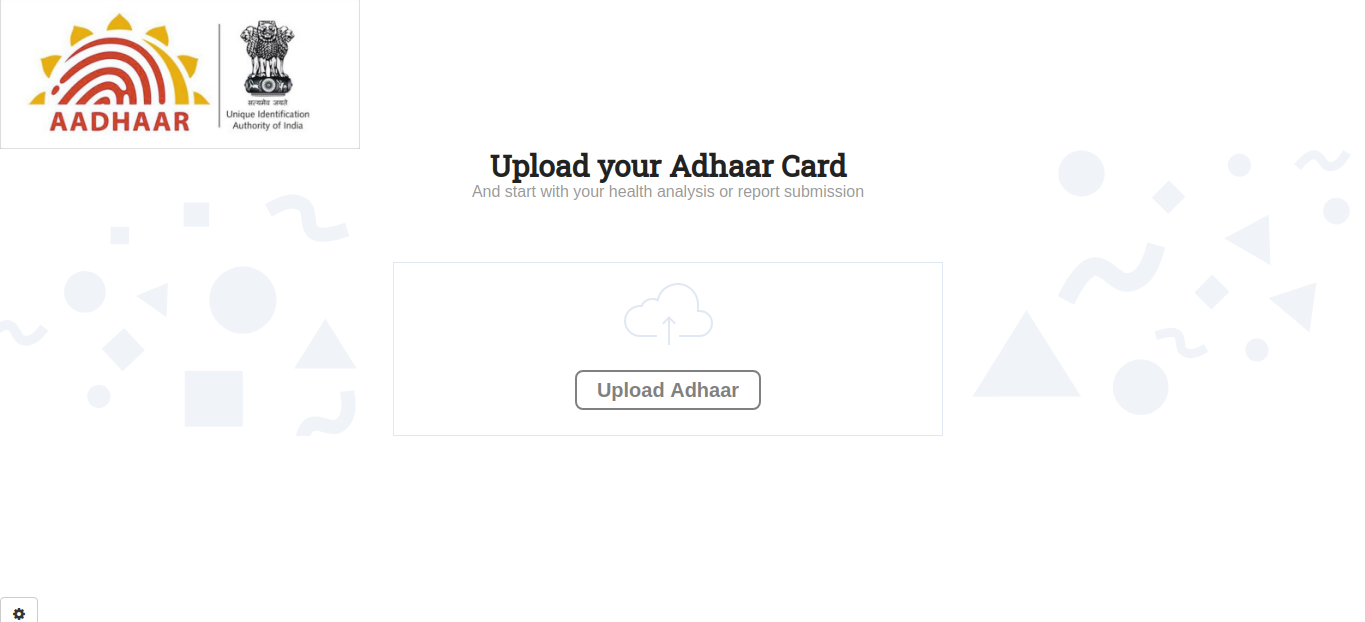 AADHAAR
सत्यमेव जयते
Unique Identification
Authority of India
Upload your Adhaar Card
And start with your health analysis or report submission
Upload Adhaar